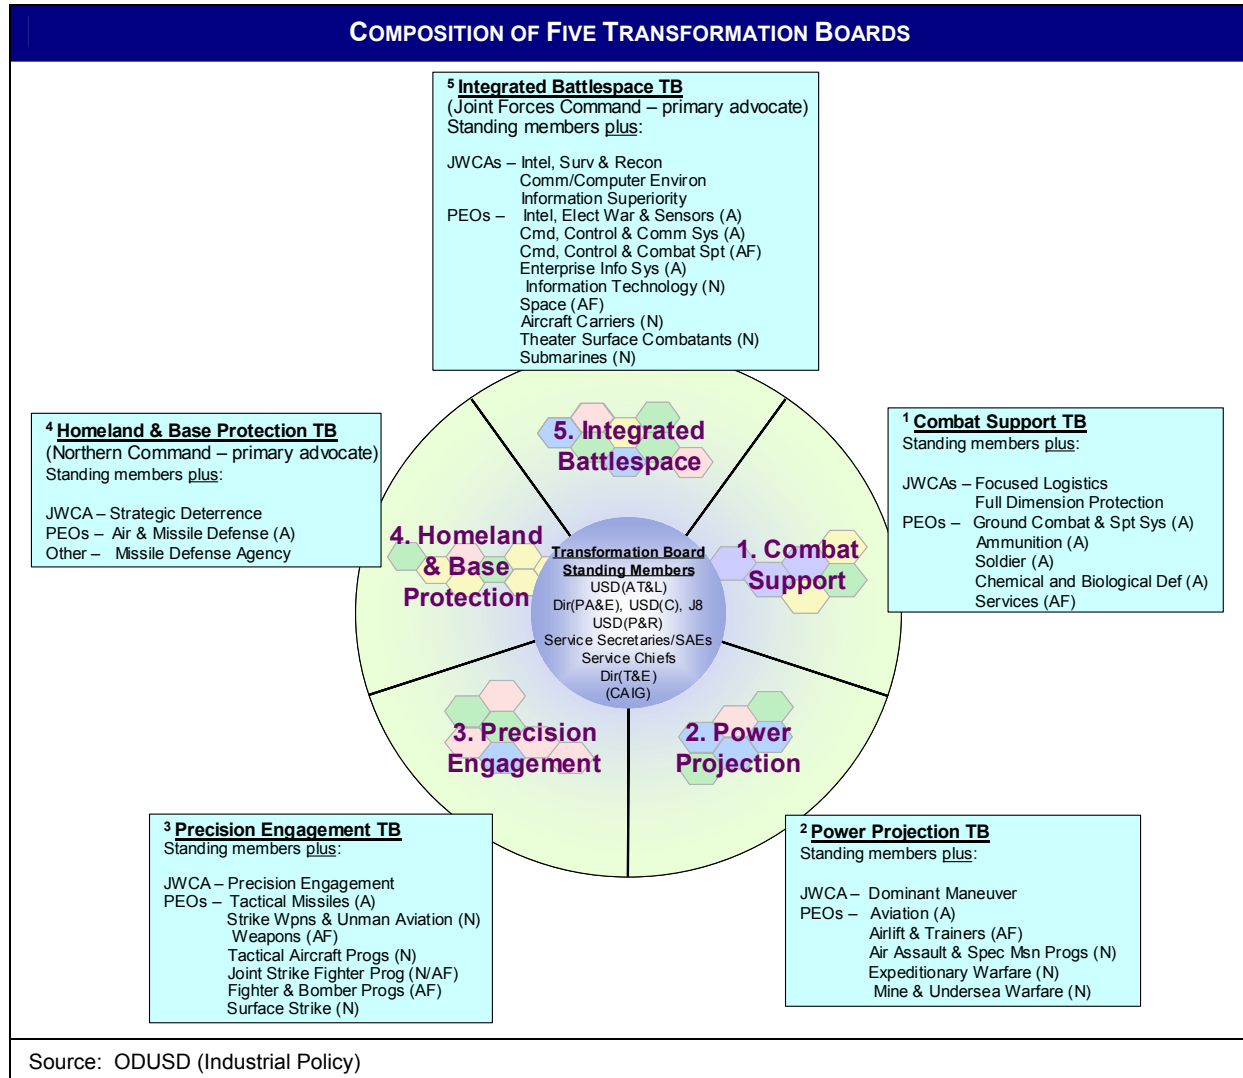 COMPOSITION OF FIVE TRANSFORMATION BOARDS
5 Integrated Battlespace TB
(Joint Forces Command – primary advocate)
Standing members plus:
JWCAs – Intel, Surv & Recon
Comm/Computer Environ
Information Superiority
PEOs – Intel, Elect War & Sensors (A)
Cmd, Control & Comm Sys (A)
Cmd, Control & Combat Spt (AF)
Enterprise Info Sys (A)
Information Technology (N)
Space (AF)
Aircraft Carriers (N)
Theater Surface Combatants (N)
Submarines (N)
4 Homeland & Base Protection TB
(Northern Command – primary advocate)
Standing members plus:
JWCA – Strategic Deterrence
PEOs – Air & Missile Defense (A)
Other – Missile Defense Agency
1 Combat Support TB
Standing members plus:
JWCAs – Focused Logistics
Full Dimension Protection
PEOs – Ground Combat & Spt Sys (A)
Ammunition (A)
Soldier (A)
Chemical and Biological Def (A)
Services (AF)
5. Integrated
Battlespace
4. Homeland
& Base
Protection
Transformation Board
Standing Members
USD(AT&L)
Dir(PA&E), USD(C), J8
USD(P&R)
Service Secretaries/SAEs
Service Chiefs
Dir(T&E)
(CAIG)
1. Combat
Support
3. Precision
Engagement
2. Power
Projection
3 Precision Engagement TB
Standing members plus:
JWCA – Precision Engagement
PEOs – Tactical Missiles (A)
Strike Wpns & Unman Aviation (N)
Weapons (AF)
Tactical Aircraft Progs (N)
Joint Strike Fighter Prog (N/AF)
Fighter & Bomber Progs (AF)
Surface Strike (N)
2 Power Projection TB
Standing members plus:
JWCA – Dominant Maneuver
PEOs – Aviation (A)
Airlift & Trainers (AF)
Air Assault & Spec Msn Progs (N)
Expeditionary Warfare (N)
Mine & Undersea Warfare (N)
Source: ODUSD (Industrial Policy)